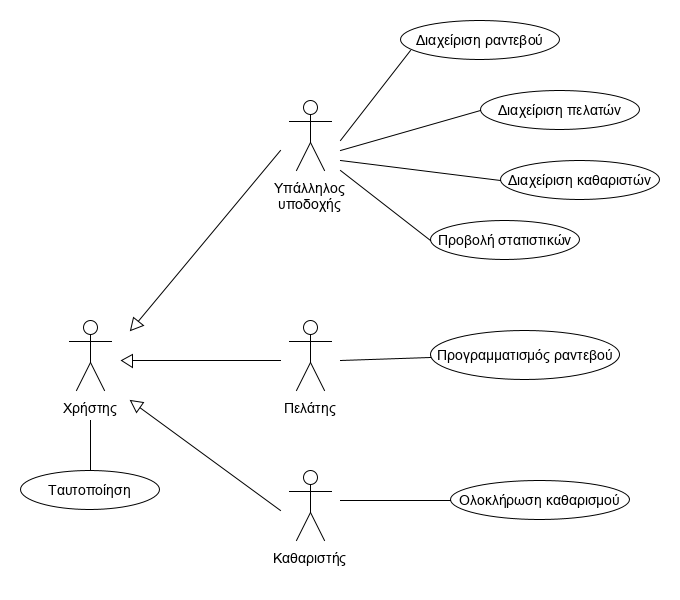 Διαχείριση ραντεβού
Διαχείριση πελατών
Υπάλληλος
υποδοχής
Διαχείριση καθαριστών
Προβολή στατιστικών
Χρήστης
Πελάτης
Προγραμματισμός ραντεβού
Ταυτοποίηση
Καθαριστής
Ολοκλήρωση καθαρισμού